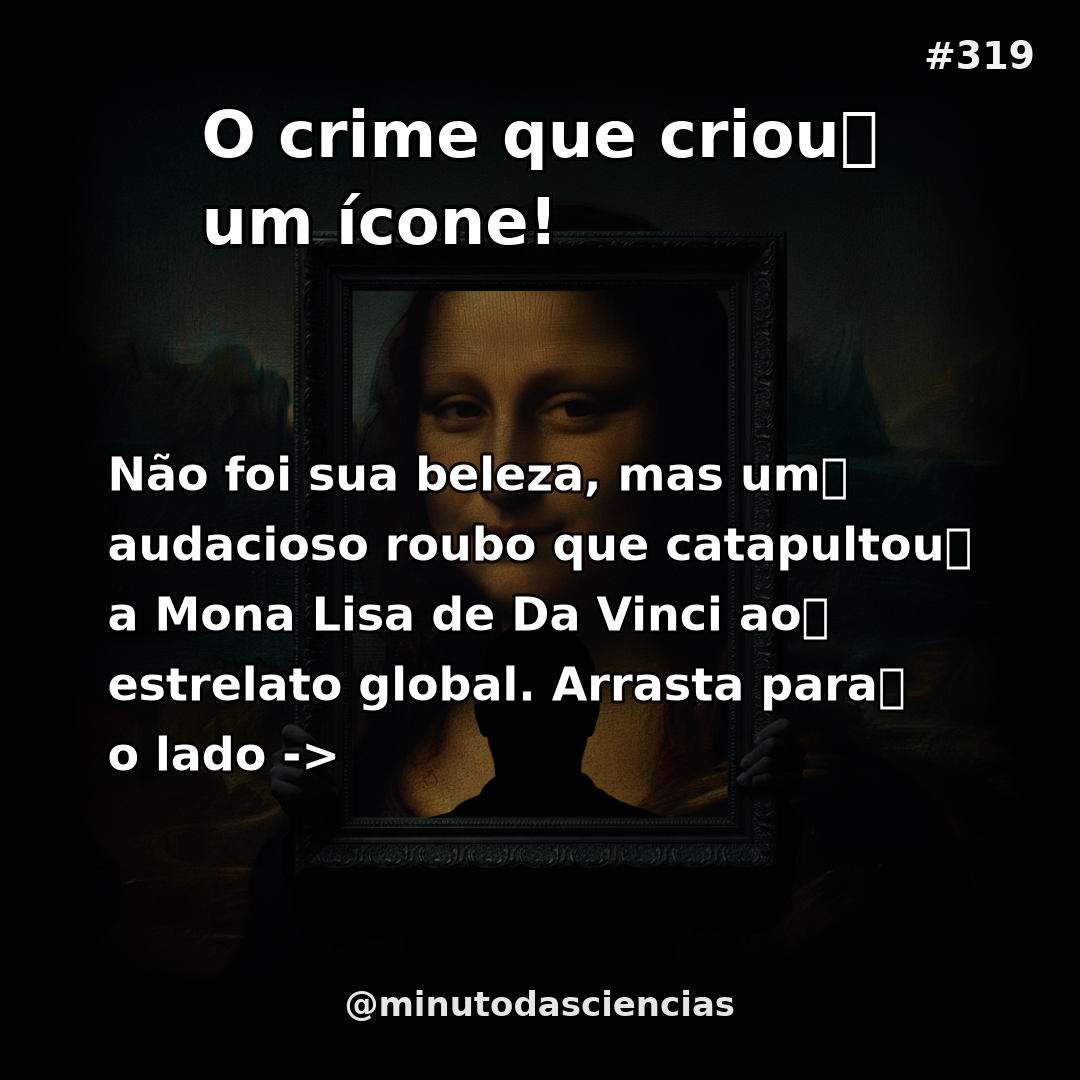 #319
O crime que criou
um ícone!
Não foi sua beleza, mas um
audacioso roubo que catapultou
a Mona Lisa de Da Vinci ao
estrelato global. Arrasta para
o lado ->
@minutodasciencias